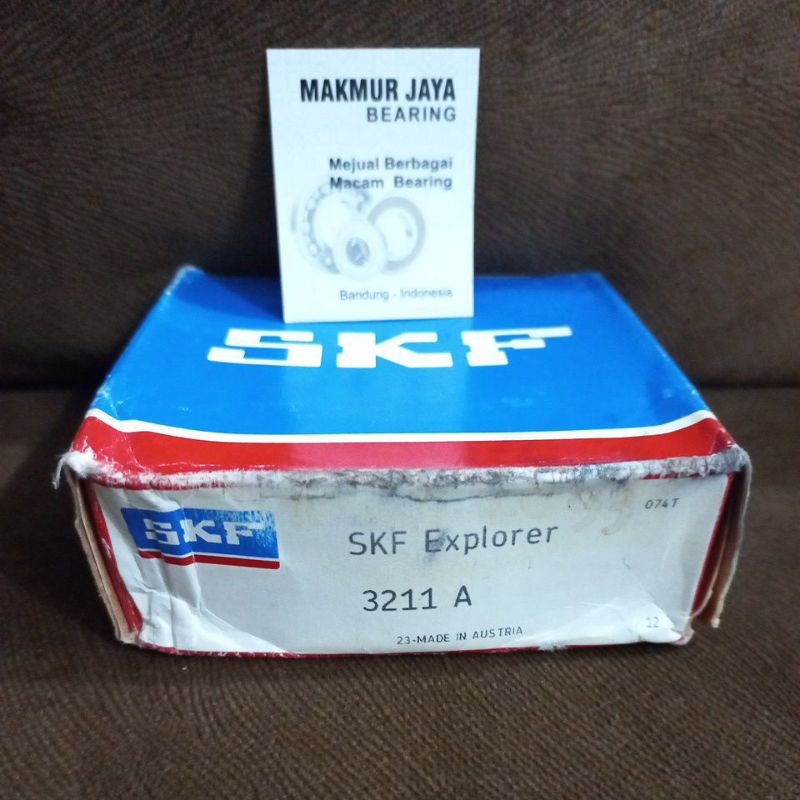 MAKMUR JAYA
BEARING
Mejual Berbagai
Macam Bearing
Bandung - Indonesia
SKF
SKF
SKF Explorer
074T
3211 A
23-MADE IN AUSTRIA
12